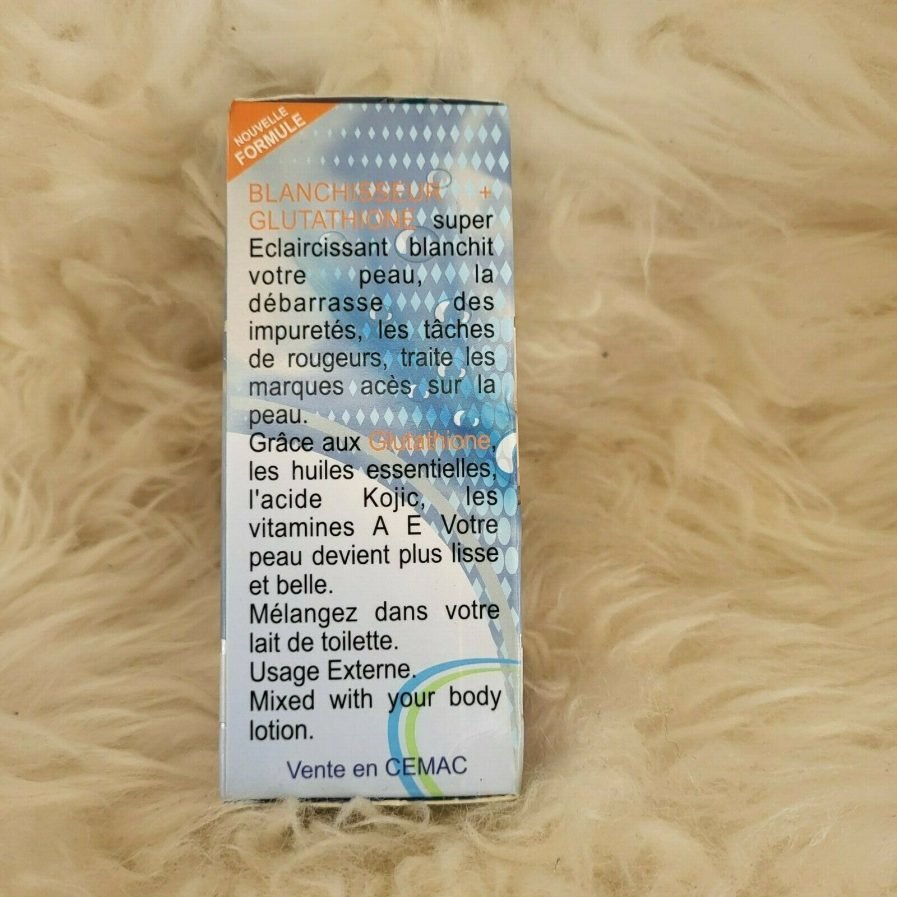 NOUVELLE
FORMULE
BLANCHISSEUR +
GLUTATHIONE super
Eclaircissant blanchit
votre peau, la
débarrasse des
impuretés, les tâches
de rougeurs, traite les
marques acès sur la
peau.
Grâce aux Glutathione,
les huiles essentielles,
l'acide Kojic, les
vitamines A E Votre
peau devient plus lisse
et belle.
Mélangez dans votre
lait de toilette.
Usage Externe.
Mixed with your body
lotion.
Vente en CEMAC